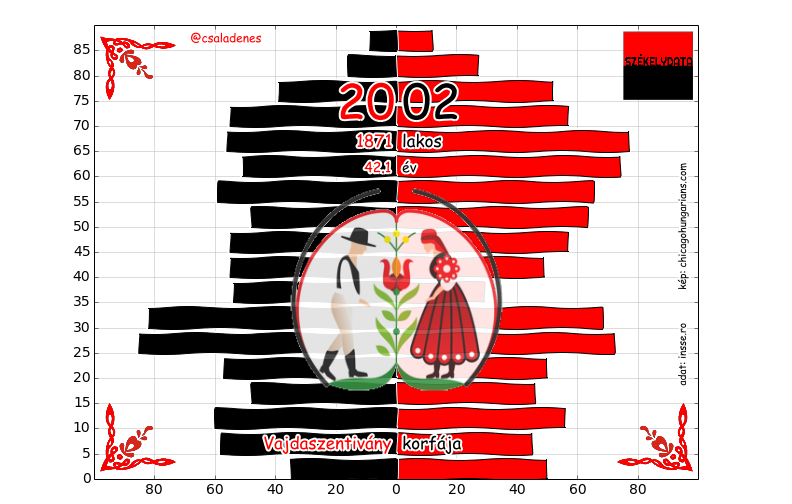 @csaladenes
SZÉKELYDATA
2002
1871 lakos
42.1 év
kép: chicagohungarians.com
adat: insse.ro
Vajdaszentivány korfája
85
80
75
70
65
60
55
50
45
40
35
30
25
20
15
10
5
0
80 60 40 20 0 20 40 60 80